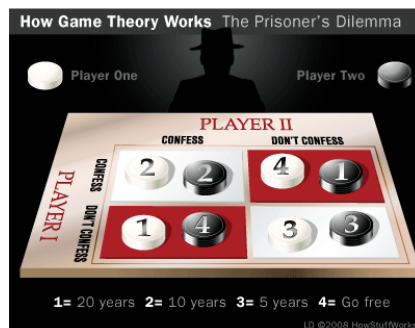 How Game Theory Works The Prisoner's Dilemma
Player One
Player Two
PLAYER II
CONFESS DON'T CONFESS
PLAYER I
CONFESS
2 2 4 1
DON'T CONFESS
1 4 3 3
1= 20 years 2= 10 years 3= 5 years 4= Go free
LD ©2008 HowStuffWorks